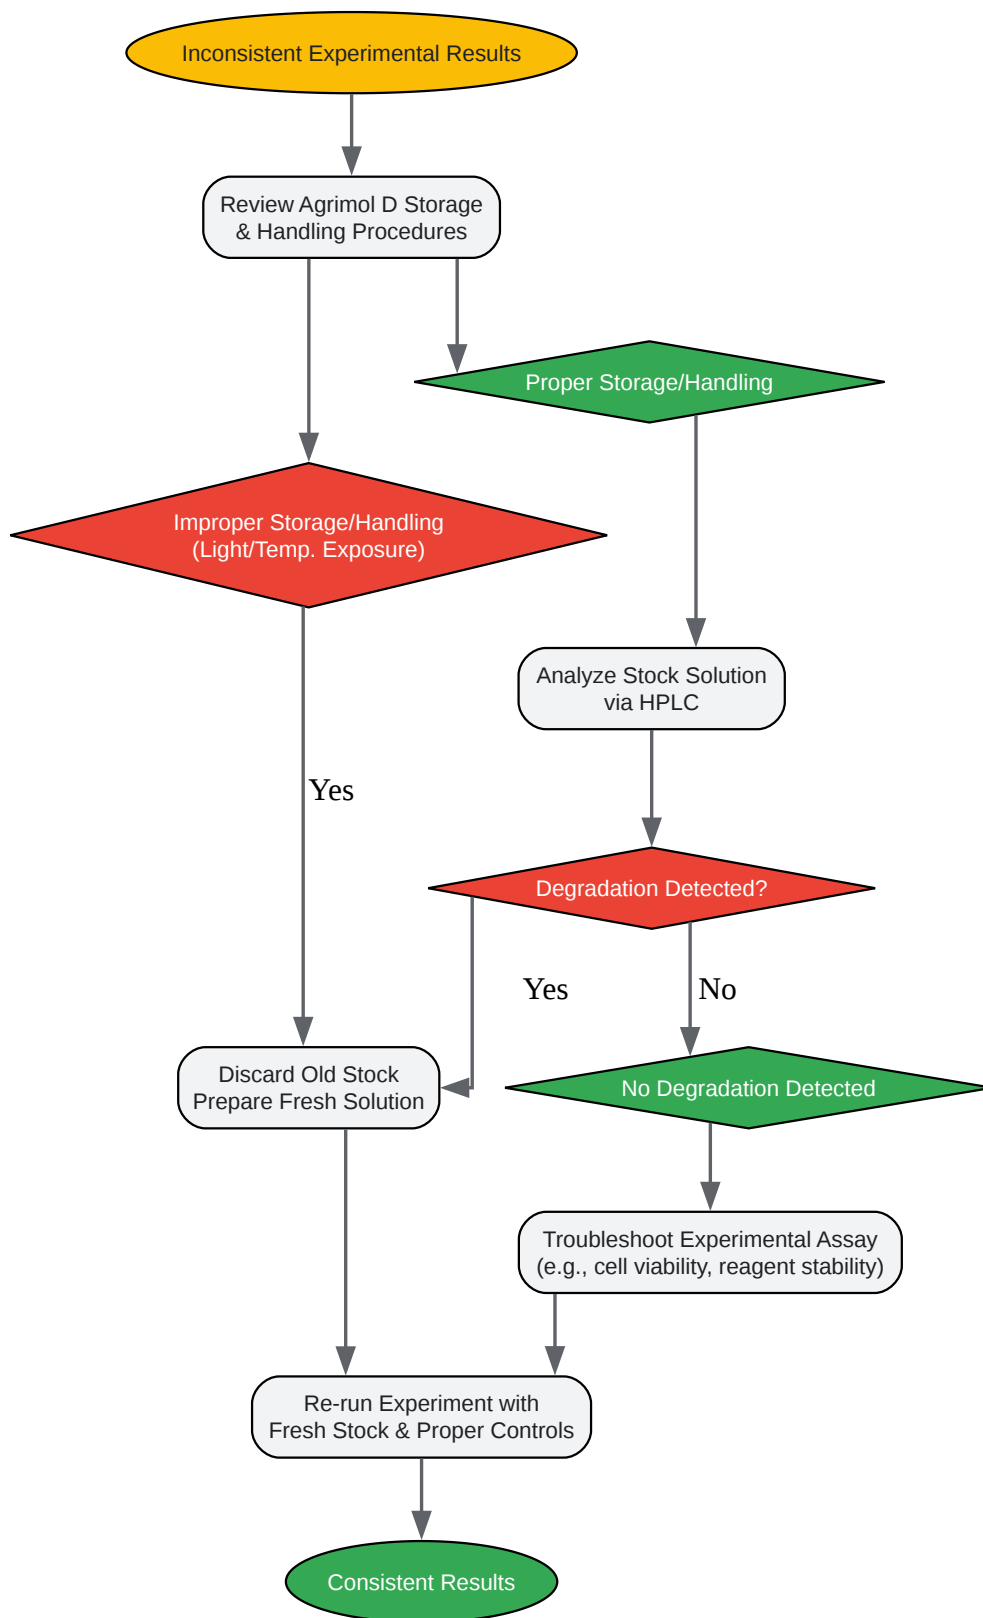 Inconsistent Experimental Results
Review Agrimol D Storage
& Handling Procedures
Proper Storage/Handling
Improper Storage/Handling
(Light/Temp. Exposure)
Analyze Stock Solution
via HPLC
Yes
Degradation Detected?
Yes
No
Discard Old Stock
Prepare Fresh Solution
No Degradation Detected
Troubleshoot Experimental Assay
(e.g., cell viability, reagent stability)
Re-run Experiment with
Fresh Stock & Proper Controls
Consistent Results